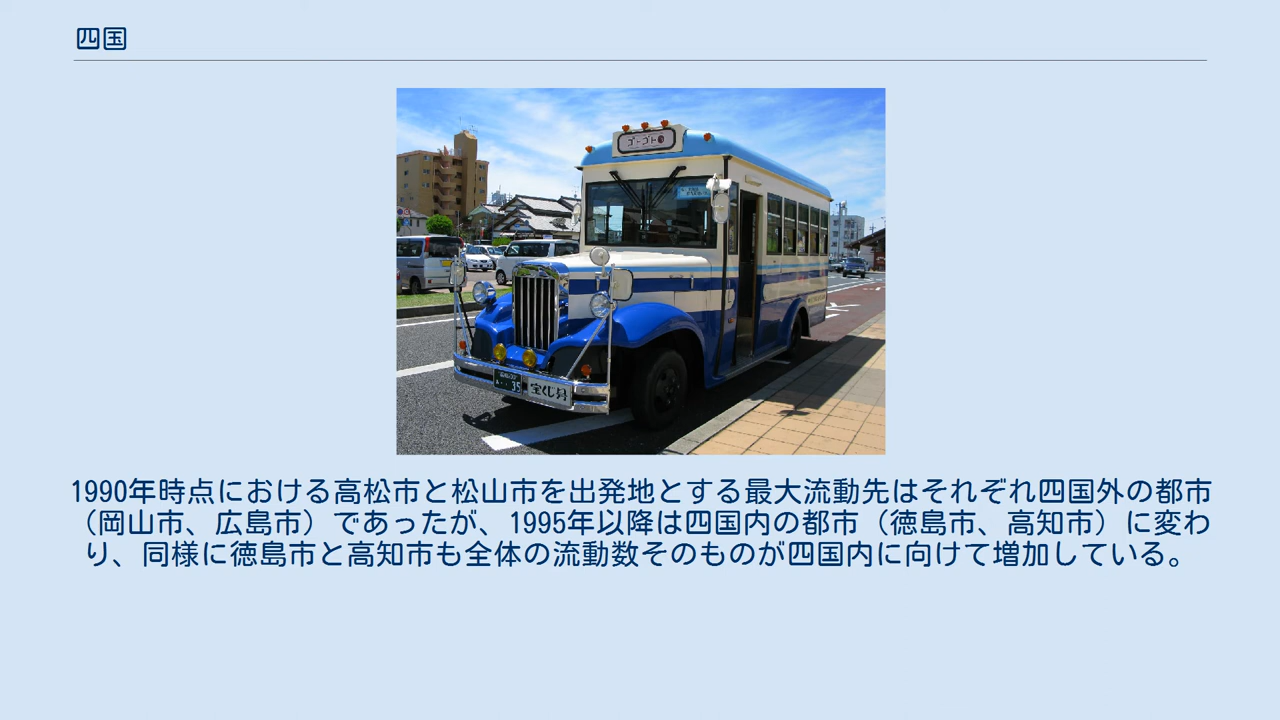 四国
35
宝くじ号
1990年時点における高松市と松山市を出発地とする最大流動先はそれぞれ四国外の都市
（岡山市、広島市）であったが、1995年以降は四国内の都市（徳島市、高知市）に変わ
り、同様に徳島市と高知市も全体の流動数そのものが四国内に向けて増加している。